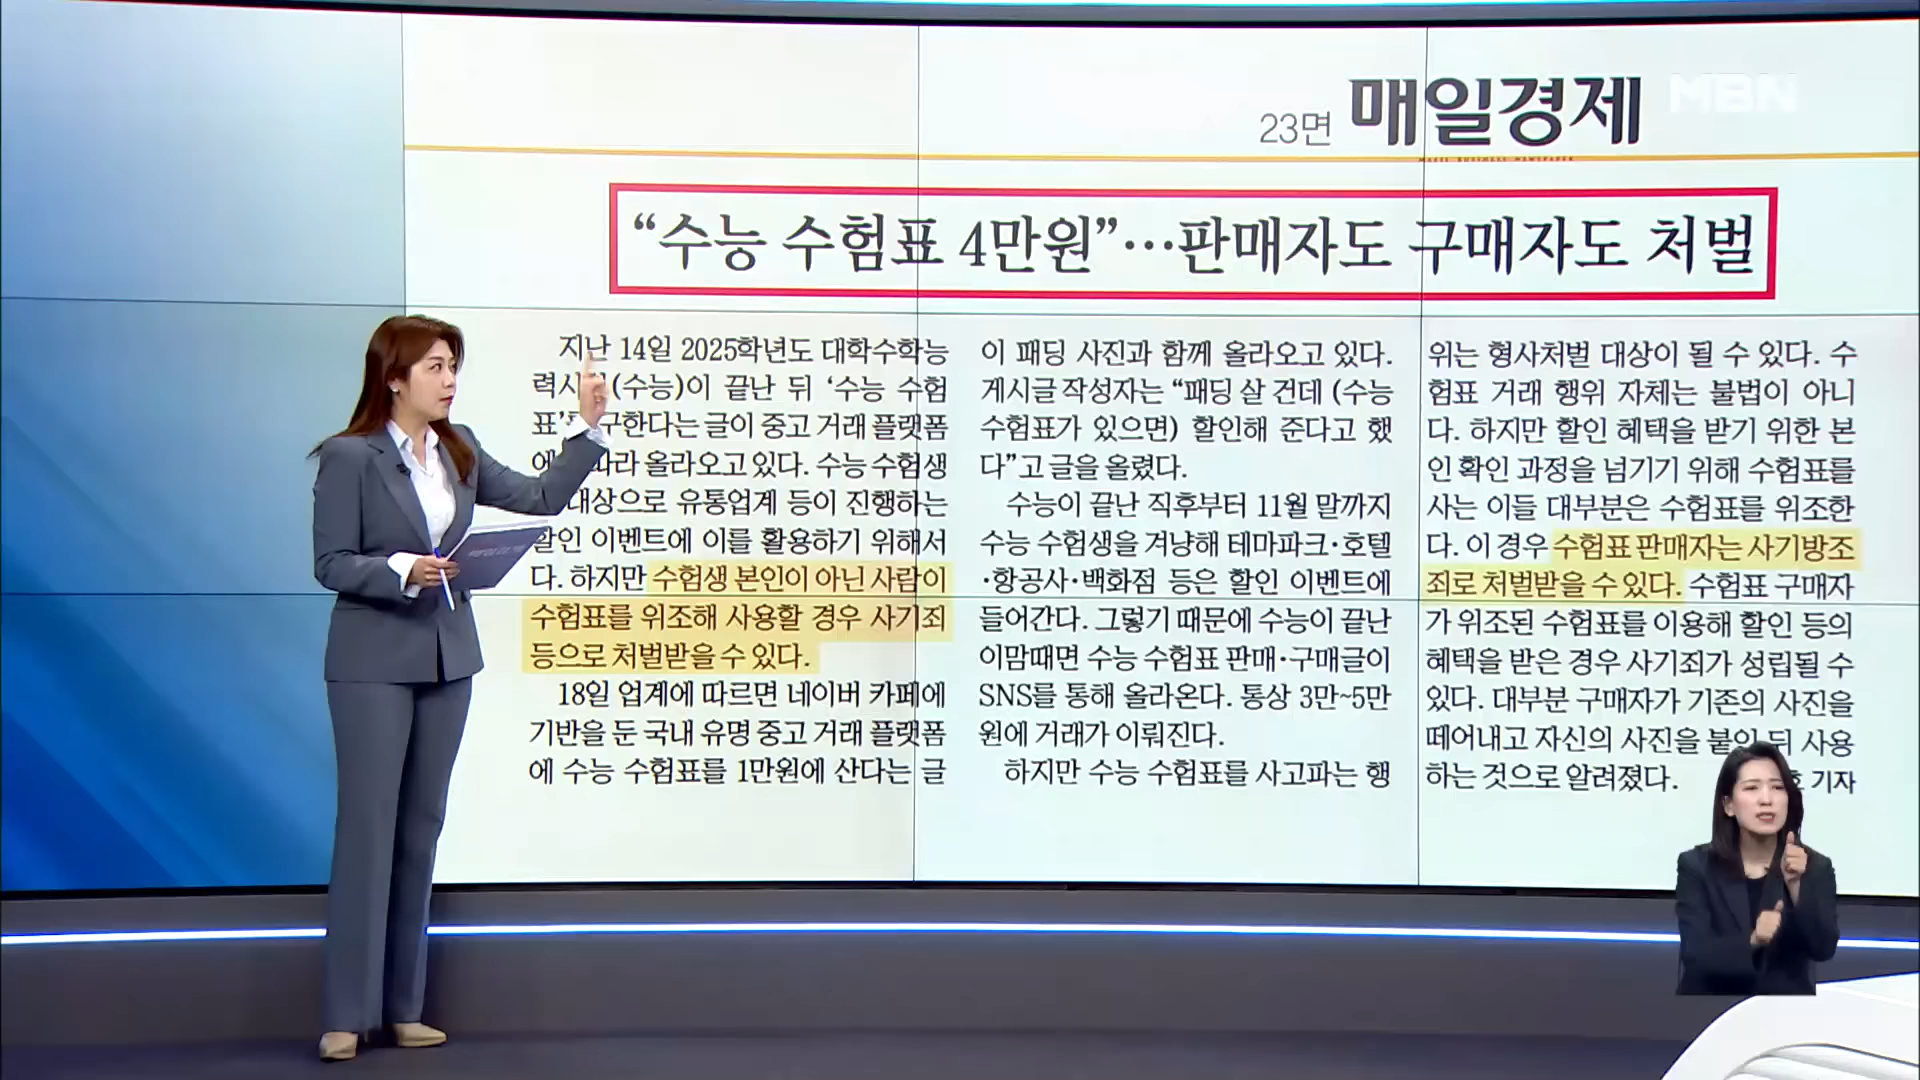 MBN
23면 매일경제
MAEIL BUSINESS NEWSPAPER
“수능 수험표 4만원”…판매자도 구매자도 처벌
지난 14일 2025학년도 대학수학능
(수능)이 끝난 뒤 ‘수능 수험
구한다는 글이 중고 거래 플랫폼
올라오고 있다. 수능 수험생
대상으로 유통업계 등이 진행하는
할인 이벤트에 이를 활용하기 위해서
다. 하지만 수험생 본인이 아닌 사람이
수험표를 위조해 사용할 경우 사기죄
등으로 처벌받을 수 있다.
18일 업계에 따르면 네이버 카페에
기반을 둔 국내 유명 중고 거래 플랫폼
에 수능 수험표를 1만원에 산다는 글
이 패딩 사진과 함께 올라오고 있다.
게시글 작성자는 “패딩 살 건데 (수능
수험표가 있으면) 할인해 준다고 했
다”고 글을 올렸다.
수능이 끝난 직후부터 11월 말까지
수능 수험생을 겨냥해 테마파크·호텔
·항공사·백화점 등은 할인 이벤트에
들어간다. 그렇기 때문에 수능이 끝난
이맘때면 수능 수험표 판매·구매글이
SNS를 통해 올라온다. 통상 3만~5만
원에 거래가 이뤄진다.
하지만 수능 수험표를 사고파는 행
위는 형사처벌 대상이 될 수 있다. 수
험표 거래 행위 자체는 불법이 아니
다. 하지만 할인 혜택을 받기 위한 본
인 확인 과정을 넘기기 위해 수험표를
사는 이들 대부분은 수험표를 위조한
다. 이 경우 수험표 판매자는 사기방조
죄로 처벌받을 수 있다. 수험표 구매자
가 위조된 수험표를 이용해 할인 등의
혜택을 받은 경우 사기죄가 성립될 수
있다. 대부분 구매자가 기존의 사진을
떼어내고 자신의 사진을 붙인 뒤 사용
하는 것으로 알려졌다.
기자